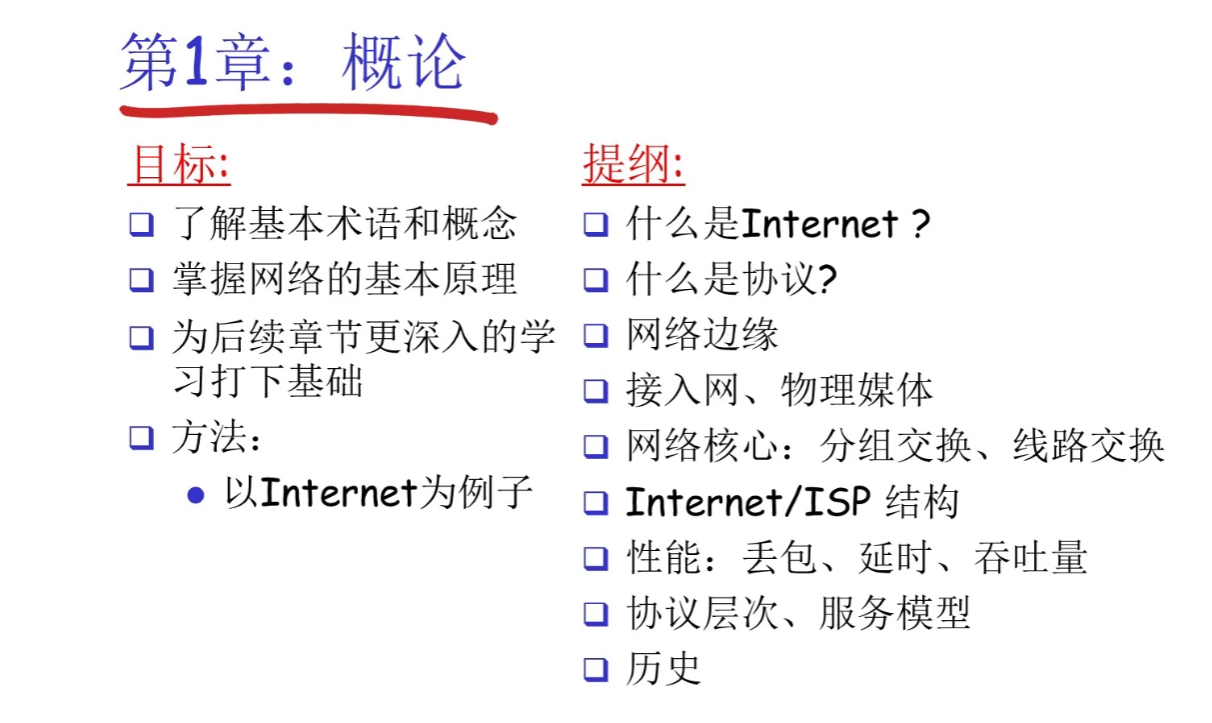 第1章：概论
目标:
了解基本术语和概念
掌握网络的基本原理
为后续章节更深入的学
习打下基础
方法：
以Internet为例子
提纲:
什么是Internet？
什么是协议?
网络边缘
接入网、物理媒体
网络核心：分组交换、线路交换
Internet/ISP 结构
性能：丢包、延时、吞吐量
协议层次、服务模型
历史